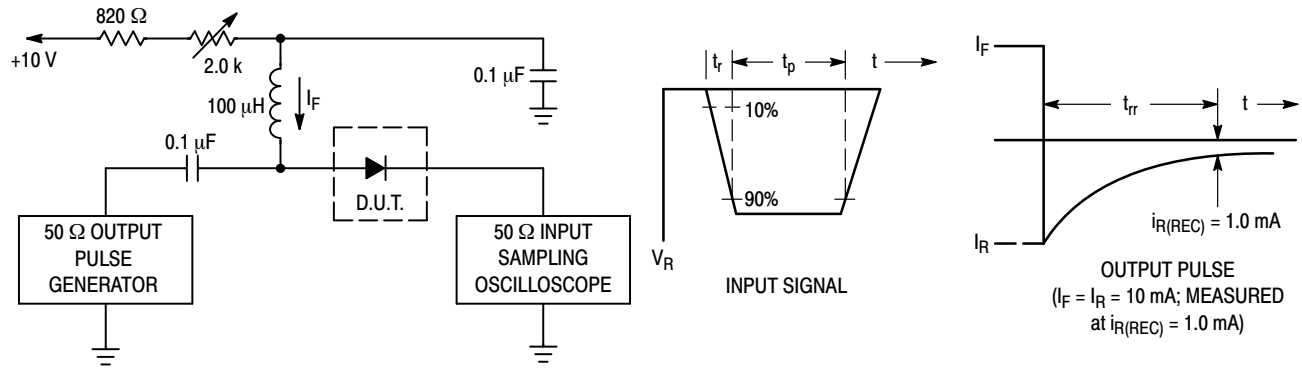 820 Ω
+10 V
2.0 k
100 μH
I_F
0.1 μF
0.1 μF
D.U.T.
50 Ω OUTPUT
PULSE
GENERATOR
50 Ω INPUT
SAMPLING
OSCILLOSCOPE
t_r
t_p
t
10%
90%
V_R
INPUT SIGNAL
I_F
t_rr
t
I_R
i_R(REC) = 1.0 mA
OUTPUT PULSE
(I_F = I_R = 10 mA; MEASURED
at i_R(REC) = 1.0 mA)